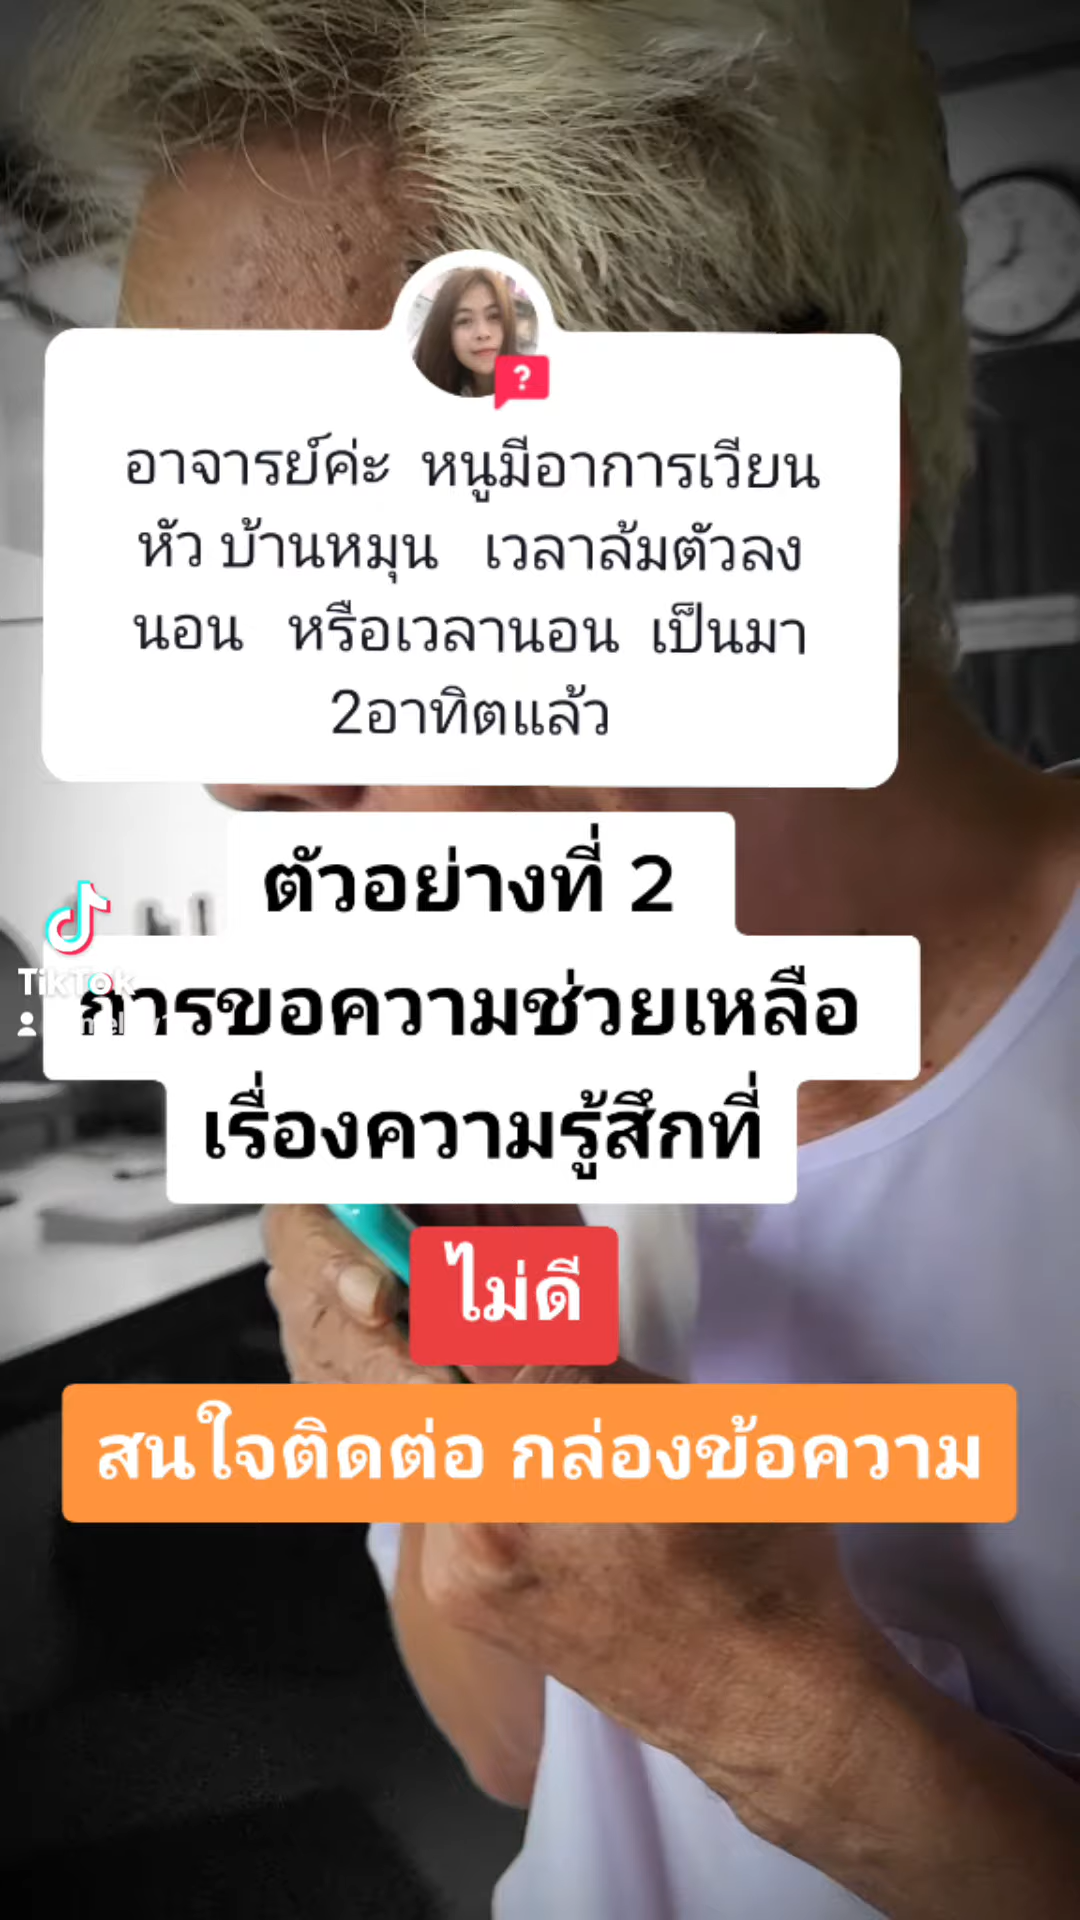 ?
อาจารย์ค่ะ หนูมีอาการเวียน
หัว บ้านหมุน เวลาล้มตัวลง
นอน หรือเวลานอน เป็นมา
2อาทิตแล้ว
ตัวอย่างที่ 2
การขอความช่วยเหลือ
เรื่องความรู้สึกที่
ไม่ดี
สนใจติดต่อ กล่องข้อความ
TikTok